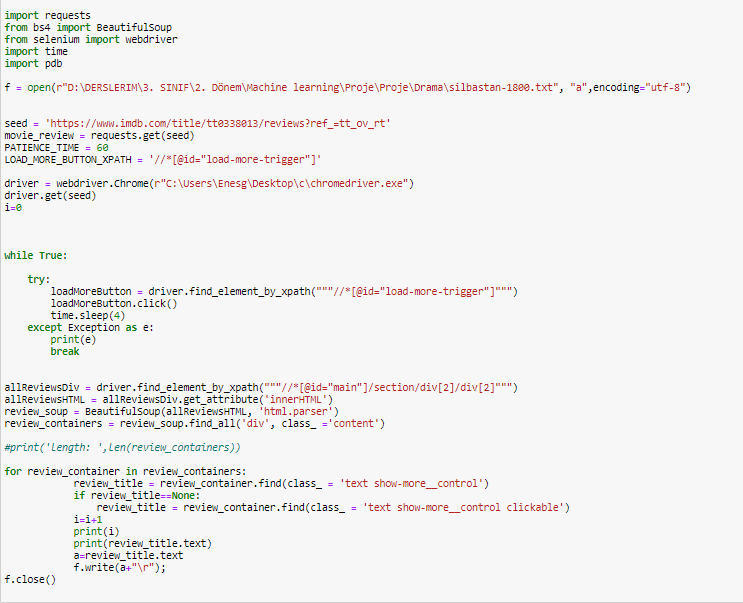 import requests
from bs4 import BeautifulSoup
from selenium import webdriver
import time
import pdb
f = open(r"D:\DERSLERIM\3. SINIF\2. Dönem\Machine learning\Proje\Proje\Drama\silbastan-1800.txt", "a",encoding="utf-8")
seed = 'https://www.imdb.com/title/tt0338013/reviews?ref_=tt_ov_rt'
movie_review = requests.get(seed)
PATIENCE_TIME = 60
LOAD_MORE_BUTTON_XPATH = '//*[@id="load-more-trigger"]'
driver = webdriver.Chrome(r"C:\Users\Enesg\Desktop\c\chromedriver.exe")
driver.get(seed)
i=0
while True:
    try:
        loadMoreButton = driver.find_element_by_xpath("""//*[@id="load-more-trigger"]""")
        loadMoreButton.click()
        time.sleep(4)
    except Exception as e:
        print(e)
        break
allReviewsDiv = driver.find_element_by_xpath("""//*[@id="main"]/section/div[2]/div[2]""")
allReviewsHTML = allReviewsDiv.get_attribute('innerHTML')
review_soup = BeautifulSoup(allReviewsHTML, 'html.parser')
review_containers = review_soup.find_all('div', class_ ='content')
#print('length: ',len(review_containers))
for review_container in review_containers:
            review_title = review_container.find(class_ = 'text show-more__control')
            if review_title==None:
                review_title = review_container.find(class_ = 'text show-more__control clickable')
            i=i+1
            print(i)
            print(review_title.text)
            a=review_title.text
            f.write(a+"\r");
f.close()